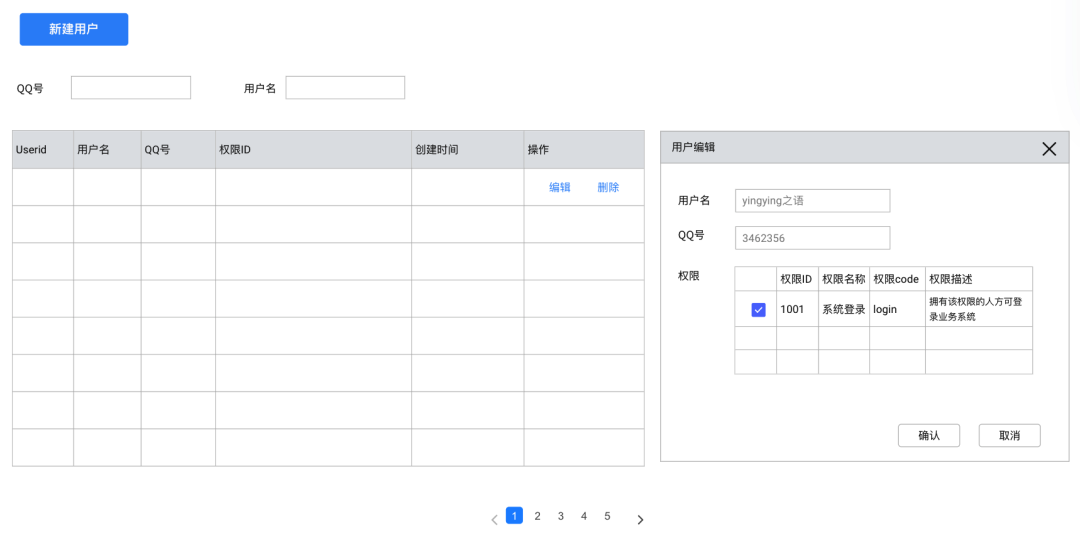 新建用户
QQ号 用户名
Userid 用户名 QQ号 权限ID 创建时间 操作
编辑 删除
用户编辑
用户名 yingying之语
QQ号 3462356
权限
权限ID 权限名称 权限code 权限描述
1001 系统登录 login 拥有该权限的人方可登
录业务系统
确认 取消
1 2 3 4 5